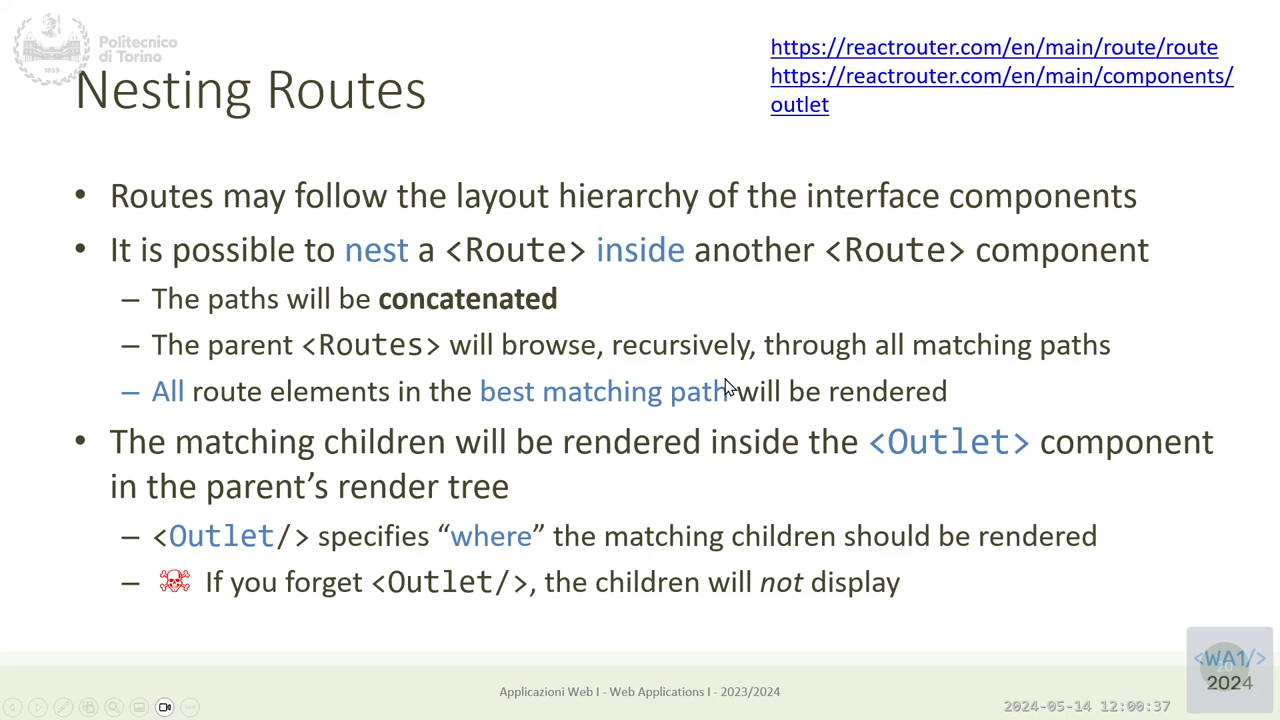 Politecnico
di Torino
1859
Nesting Routes
https://reactrouter.com/en/main/route/route
https://reactrouter.com/en/main/components/
outlet
• Routes may follow the layout hierarchy of the interface components
• It is possible to nest a <Route> inside another <Route> component
– The paths will be concatenated
– The parent <Routes> will browse, recursively, through all matching paths
– All route elements in the best matching path will be rendered
• The matching children will be rendered inside the <Outlet> component
in the parent’s render tree
– <Outlet/> specifies “where” the matching children should be rendered
– ☠ If you forget <Outlet/>, the children will not display
Applicazioni Web I - Web Applications I - 2023/2024
<WA1/>
2024
2024-05-14 12:00:37